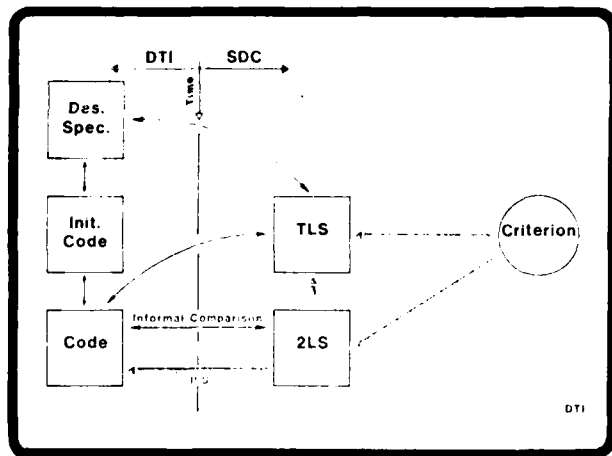 DTI
SDC
Time
Des.
Spec.
Init.
Code
TLS
Criterion
Informal Comparison
Code
2LS
DTI